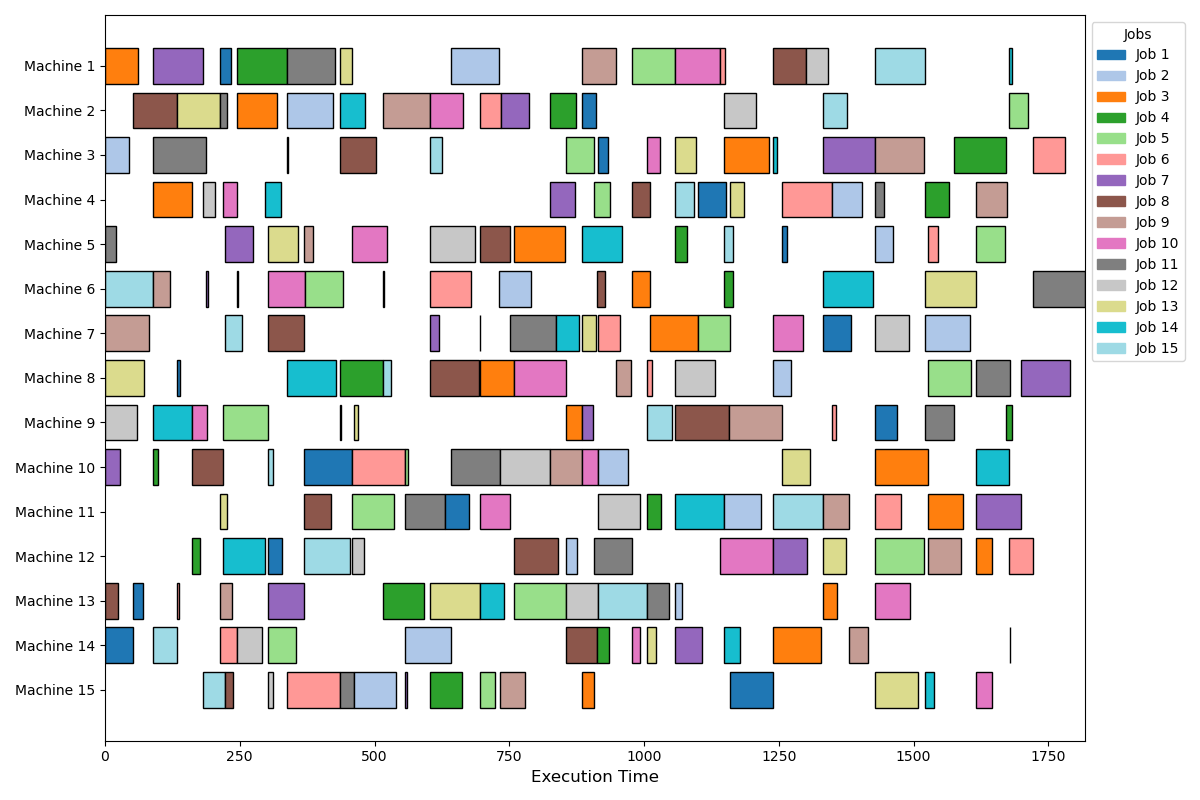 Machine 1
Machine 2
Machine 3
Machine 4
Machine 5
Machine 6
Machine 7
Machine 8
Machine 9
Machine 10
Machine 11
Machine 12
Machine 13
Machine 14
Machine 15
0 250 500 750 1000 1250 1500 1750
Execution Time
Jobs
Job 1
Job 2
Job 3
Job 4
Job 5
Job 6
Job 7
Job 8
Job 9
Job 10
Job 11
Job 12
Job 13
Job 14
Job 15